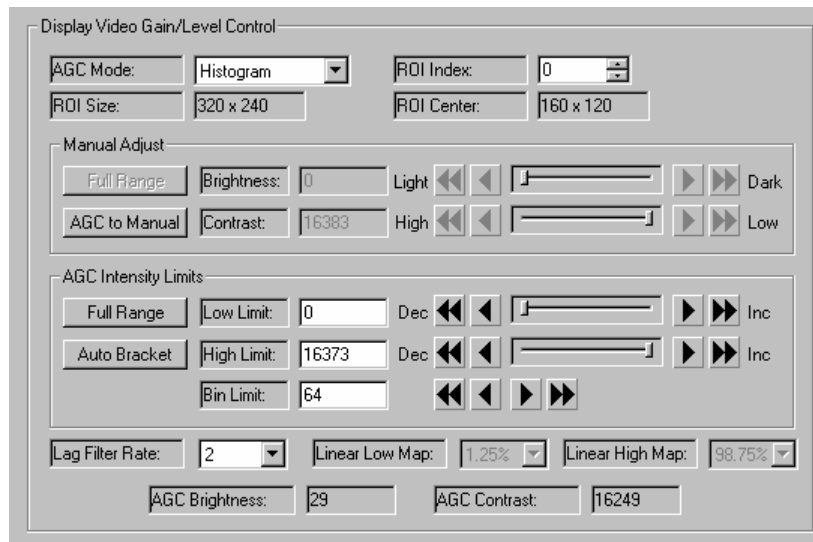 Display Video Gain/Level Control
AGC Mode: Histogram ROI Index: 0
ROI Size: 320 x 240 ROI Center: 160 x 120
Manual Adjust
Full Range Brightness: 0 Light Dark
AGC to Manual Contrast: 16383 High Low
AGC Intensity Limits
Full Range Low Limit: 0 Dec Inc
Auto Bracket High Limit: 16373 Dec Inc
Bin Limit: 64
Lag Filter Rate: 2 Linear Low Map: 1.25% Linear High Map: 98.75%
AGC Brightness: 29 AGC Contrast: 16249